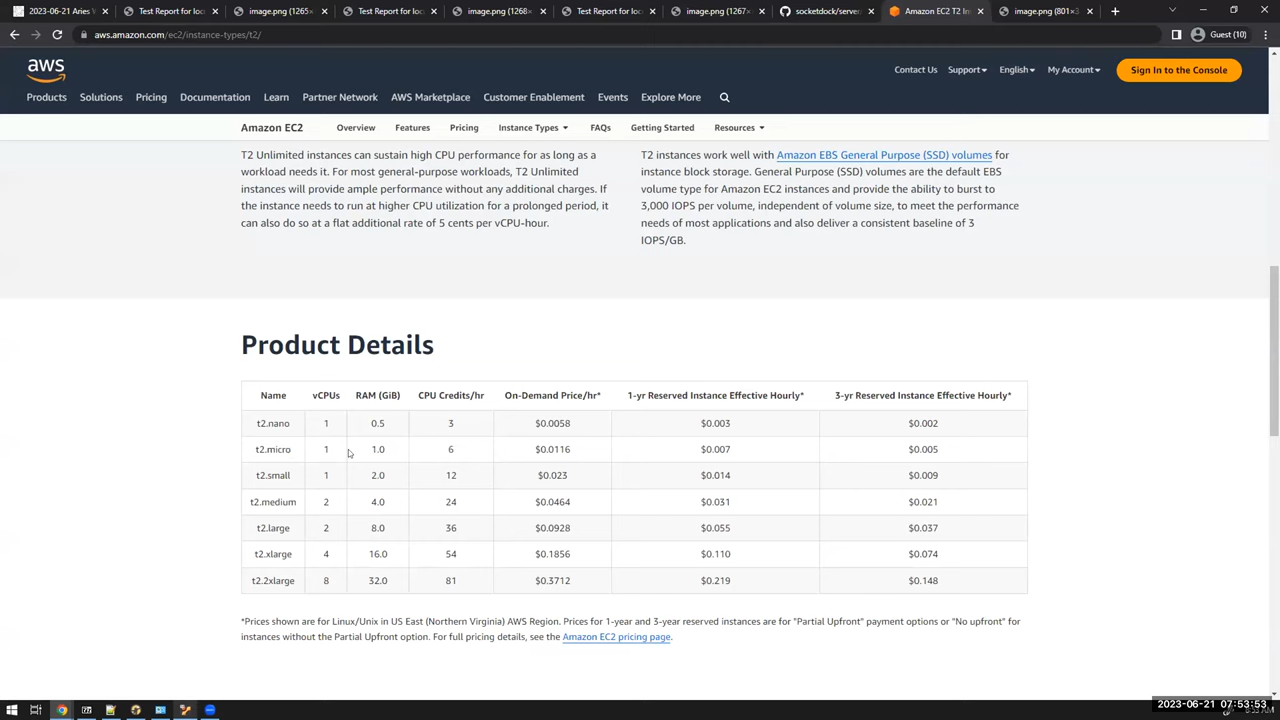 2023-06-21 Aries W
Test Report for loc
image.png (1265×
Test Report for loc
image.png (1268×
Test Report for loc
image.png (1267×
socketdock/server
Amazon EC2 T2 In
image.png (801×3
aws.amazon.com/ec2/instance-types/t2/
Guest (10)
aws
Contact Us Support English My Account Sign In to the Console
Products Solutions Pricing Documentation Learn Partner Network AWS Marketplace Customer Enablement Events Explore More
Amazon EC2 Overview Features Pricing Instance Types FAQs Getting Started Resources
T2 Unlimited instances can sustain high CPU performance for as long as a
workload needs it. For most general-purpose workloads, T2 Unlimited
instances will provide ample performance without any additional charges. If
the instance needs to run at higher CPU utilization for a prolonged period, it
can also do so at a flat additional rate of 5 cents per vCPU-hour.
T2 instances work well with Amazon EBS General Purpose (SSD) volumes for
instance block storage. General Purpose (SSD) volumes are the default EBS
volume type for Amazon EC2 instances and provide the ability to burst to
3,000 IOPS per volume, independent of volume size, to meet the performance
needs of most applications and also deliver a consistent baseline of 3
IOPS/GB.
Product Details
Name vCPUs RAM (GiB) CPU Credits/hr On-Demand Price/hr* 1-yr Reserved Instance Effective Hourly* 3-yr Reserved Instance Effective Hourly*
t2.nano 1 0.5 3 $0.0058 $0.003 $0.002
t2.micro 1 1.0 6 $0.0116 $0.007 $0.005
t2.small 1 2.0 12 $0.023 $0.014 $0.009
t2.medium 2 4.0 24 $0.0464 $0.031 $0.021
t2.large 2 8.0 36 $0.0928 $0.055 $0.037
t2.xlarge 4 16.0 54 $0.1856 $0.110 $0.074
t2.2xlarge 8 32.0 81 $0.3712 $0.219 $0.148
*Prices shown are for Linux/Unix in US East (Northern Virginia) AWS Region. Prices for 1-year and 3-year reserved instances are for "Partial Upfront" payment options or "No upfront" for
instances without the Partial Upfront option. For full pricing details, see the Amazon EC2 pricing page.
2023-06-21 07:53:53